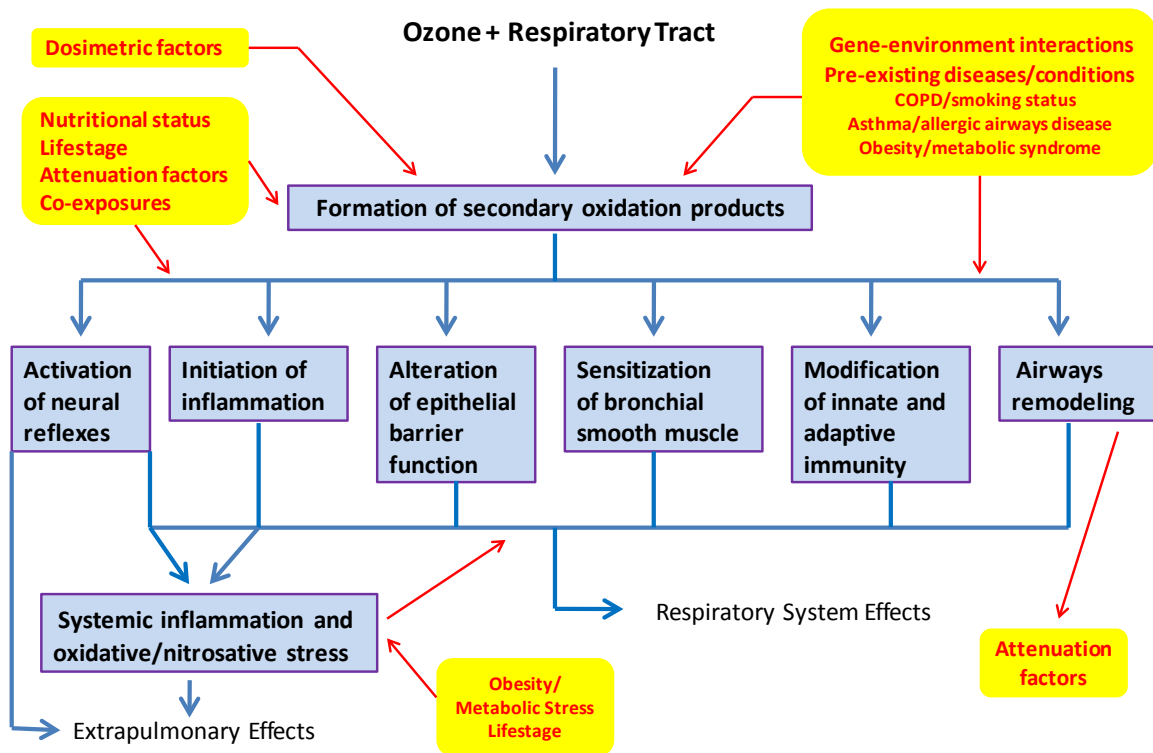 Ozone + Respiratory Tract
Dosimetric factors
Gene-environment interactions
Pre-existing diseases/conditions
COPD/smoking status
Asthma/allergic airways disease
Obesity/metabolic syndrome
Nutritional status
Lifestage
Attenuation factors
Co-exposures
Formation of secondary oxidation products
Activation
of neural
reflexes
Initiation of
inflammation
Alteration
of epithelial
barrier
function
Sensitization
of bronchial
smooth muscle
Modification
of innate and
adaptive
immunity
Airways
remodeling
Systemic inflammation and
oxidative/nitrosative stress
Respiratory System Effects
Attenuation
factors
Obesity/
Metabolic Stress
Lifestage
Extrapulmonary Effects